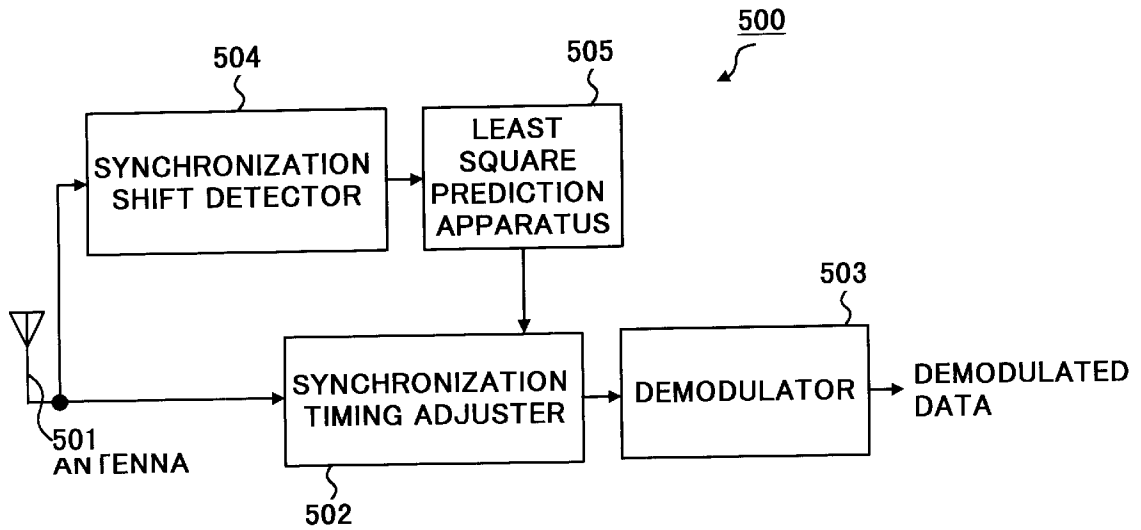 500
504
505
SYNCHRONIZATION
SHIFT DETECTOR
LEAST
SQUARE
PREDICTION
APPARATUS
503
SYNCHRONIZATION
TIMING ADJUSTER
DEMODULATOR
DEMODULATED
DATA
501
ANTENNA
502